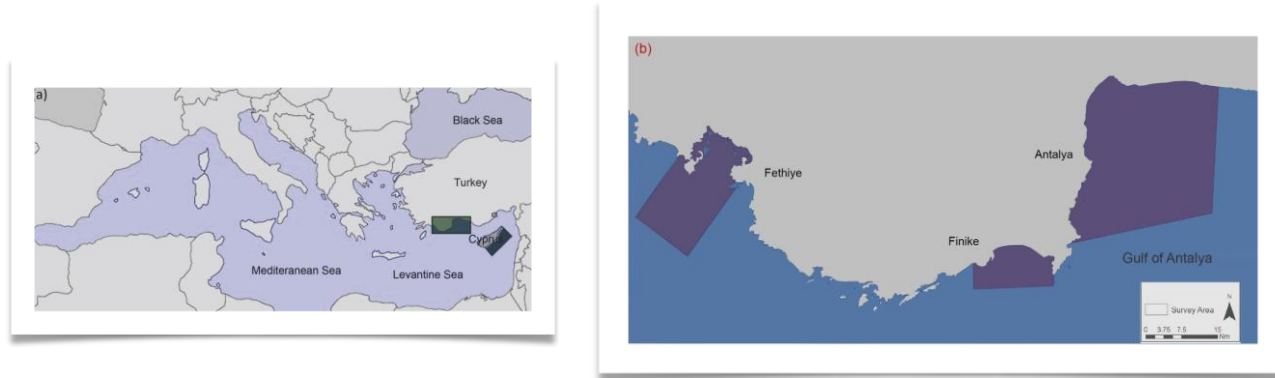 a)
Black Sea
Turkey
Cyprus
Mediteranean Sea
Levantine Sea
(b)
Antalya
Fethiye
Finike
Gulf of Antalya
N
Survey Area
0 3.75 7.5 15
Nm